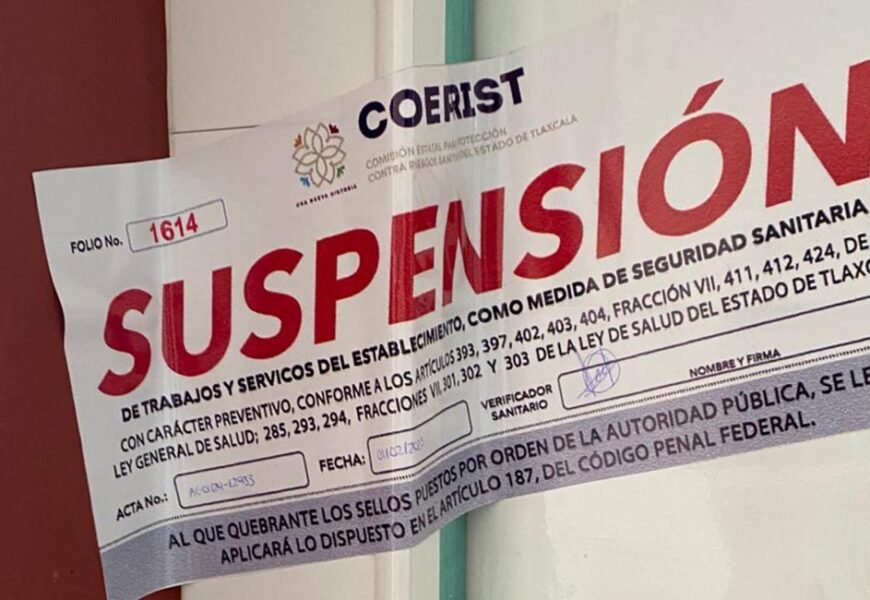 COERIST
COMISIÓN ESTATAL PARA PROTECCIÓN
CONTRA RIESGOS SANITARIOS DEL ESTADO DE TLAXCALA
UNA NUEVA HISTORIA
FOLIO No. 1614
SUSPENSIÓN
DE TRABAJOS Y SERVICIOS DEL ESTABLECIMIENTO, COMO MEDIDA DE SEGURIDAD SANITARIA
CON CARÁCTER PREVENTIVO, CONFORME A LOS ARTÍCULOS 393, 397, 402, 403, 404, FRACCIÓN VII, 411, 412, 424, DE
LEY GENERAL DE SALUD; 285, 293, 294, FRACCIONES VII, 301, 302 Y 303 DE LA LEY DE SALUD DEL ESTADO DE TLAXC
ACTA No.:
FECHA:
VERIFICADOR
SANITARIO
NOMBRE Y FIRMA
AL QUE QUEBRANTE LOS SELLOS PUESTOS POR ORDEN DE LA AUTORIDAD PÚBLICA, SE LE
APLICARÁ LO DISPUESTO EN EL ARTÍCULO 187, DEL CÓDIGO PENAL FEDERAL.